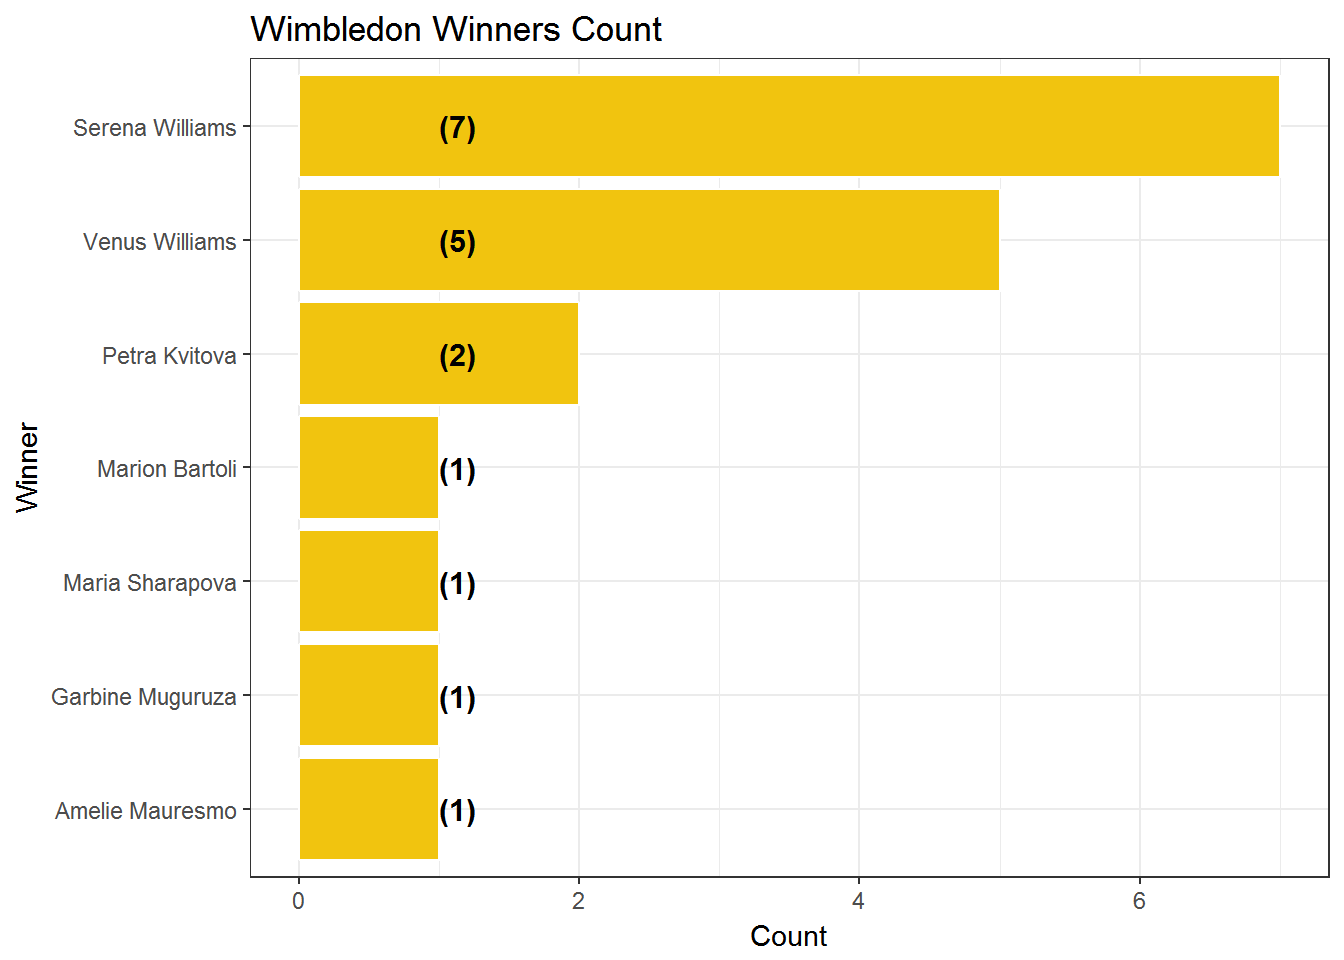 Wimbledon Winners Count
Winner
Serena Williams (7)
Venus Williams (5)
Petra Kvitova (2)
Marion Bartoli (1)
Maria Sharapova (1)
Garbine Muguruza (1)
Amelie Mauresmo (1)
0 2 4 6
Count